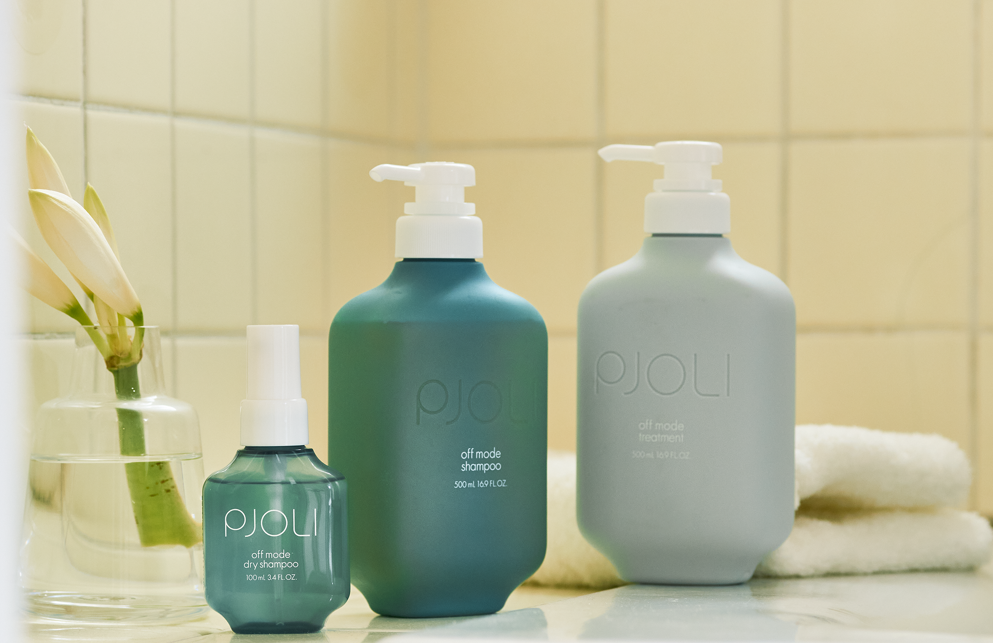 PJOLI
off mode
dry shampoo
100 mL 3.4 FL.OZ.
PJOLI
off mode
shampoo
500 mL 16.9 FL.OZ.
PJOLI
off mode
treatment
500 mL 16.9 FL.OZ.